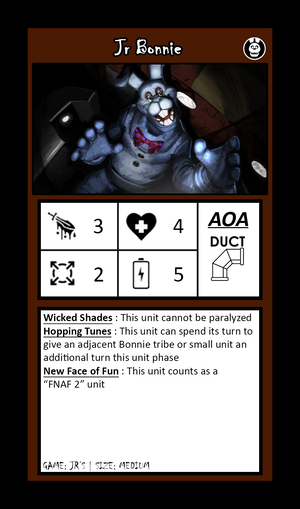 Jr Bonnie
3
4
AOA
DUCT
2
5
Wicked Shades : This unit cannot be paralyzed
Hopping Tunes : This unit can spend its turn to
give an adjacent Bonnie tribe or small unit an
additional turn this unit phase
New Face of Fun : This unit counts as a
“FNAF 2” unit
GAME: JR'S | SIZE: MEDIUM